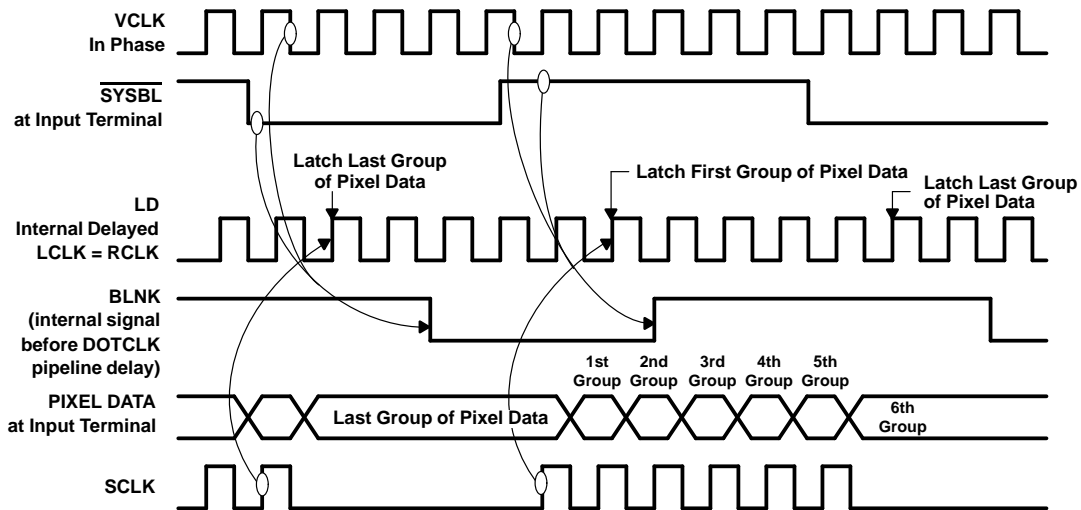 VCLK
In Phase
SYSBL
at Input Terminal
Latch Last Group
of Pixel Data
Latch First Group of Pixel Data
Latch Last Group
of Pixel Data
LD
Internal Delayed
LCLK = RCLK
BLNK
(internal signal
before DOTCLK
pipeline delay)
1st
Group
2nd
Group
3rd
Group
4th
Group
5th
Group
PIXEL DATA
at Input Terminal
Last Group of Pixel Data
6th
Group
SCLK